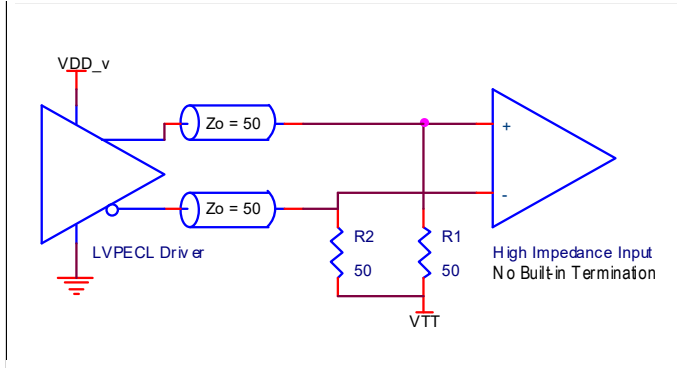 VDD_v
Zo = 50
+
Zo = 50
-
LVPECL Driver
R2
50
R1
50
High Impedance Input
No Built-in Termination
VTT